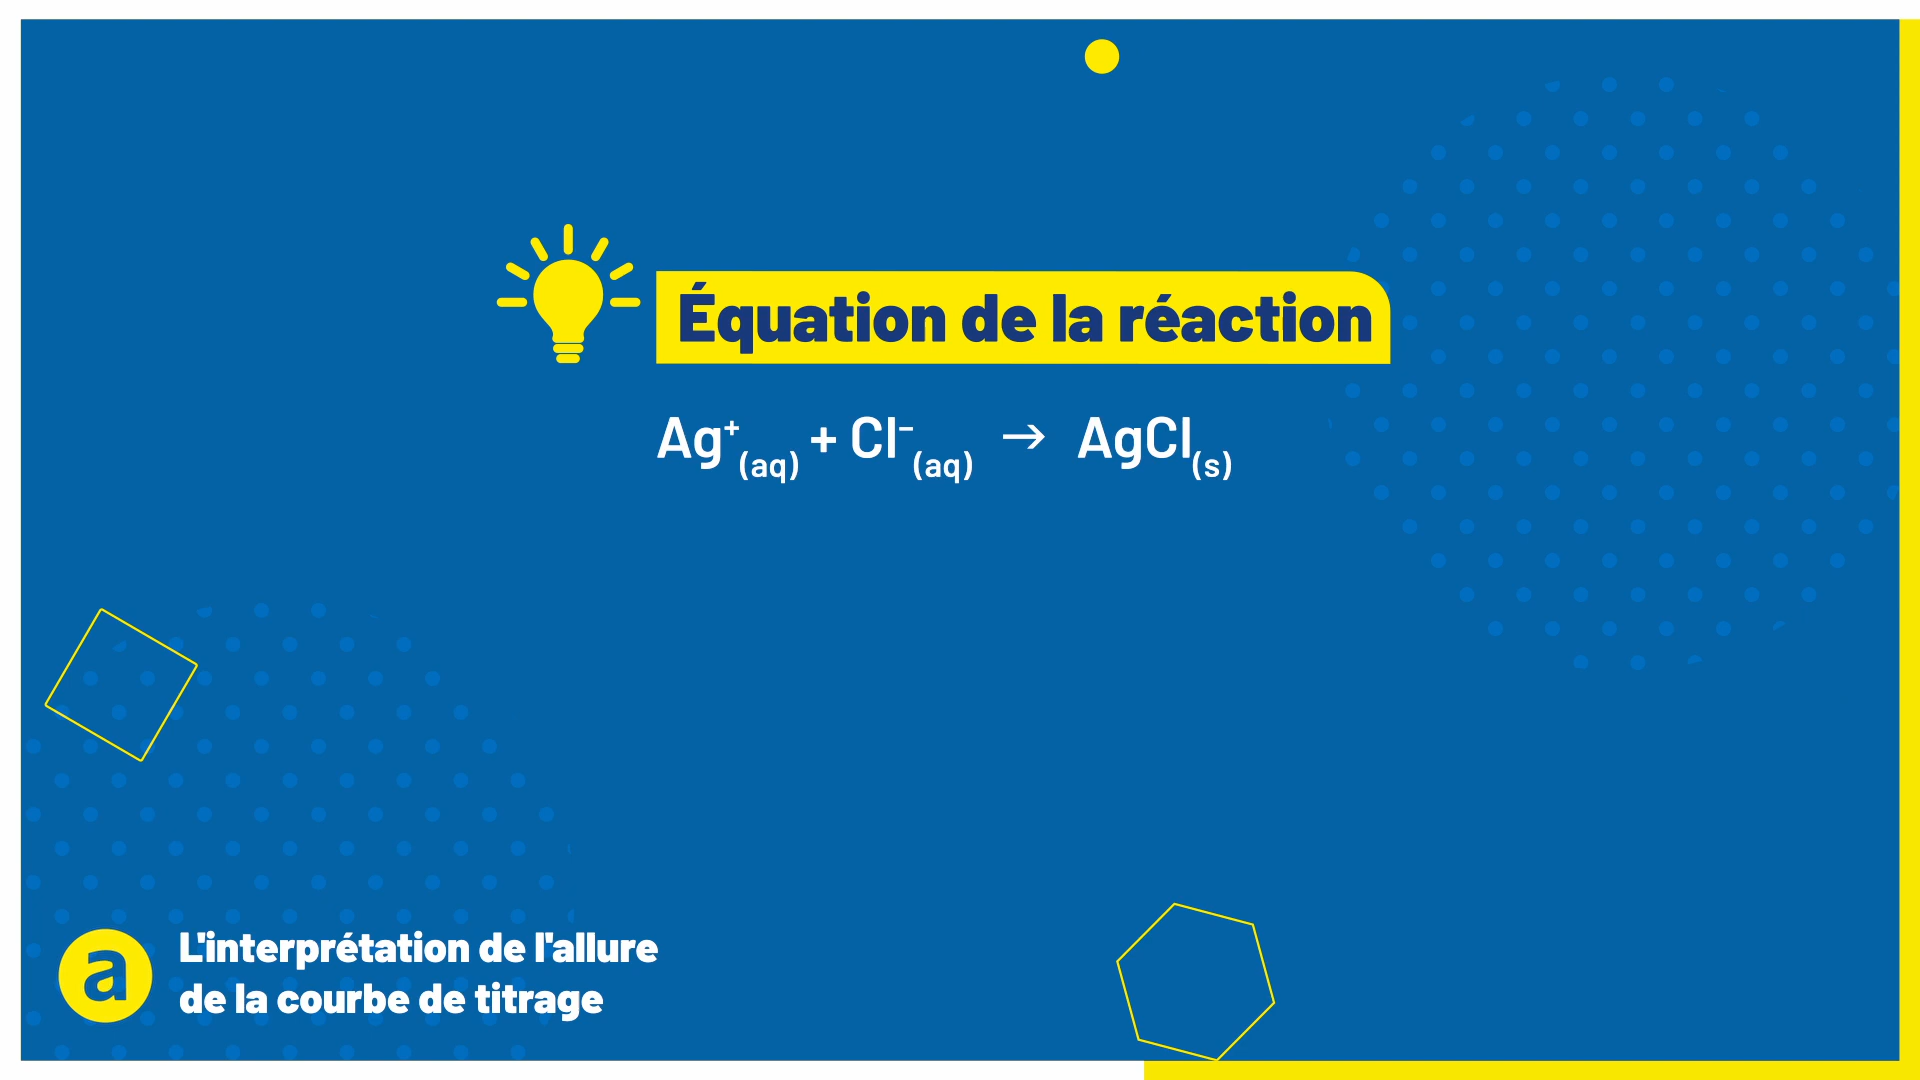 Équation de la réaction
Ag⁺(aq) + Cl⁻(aq) → AgCl(s)
a
L'interprétation de l'allure
de la courbe de titrage